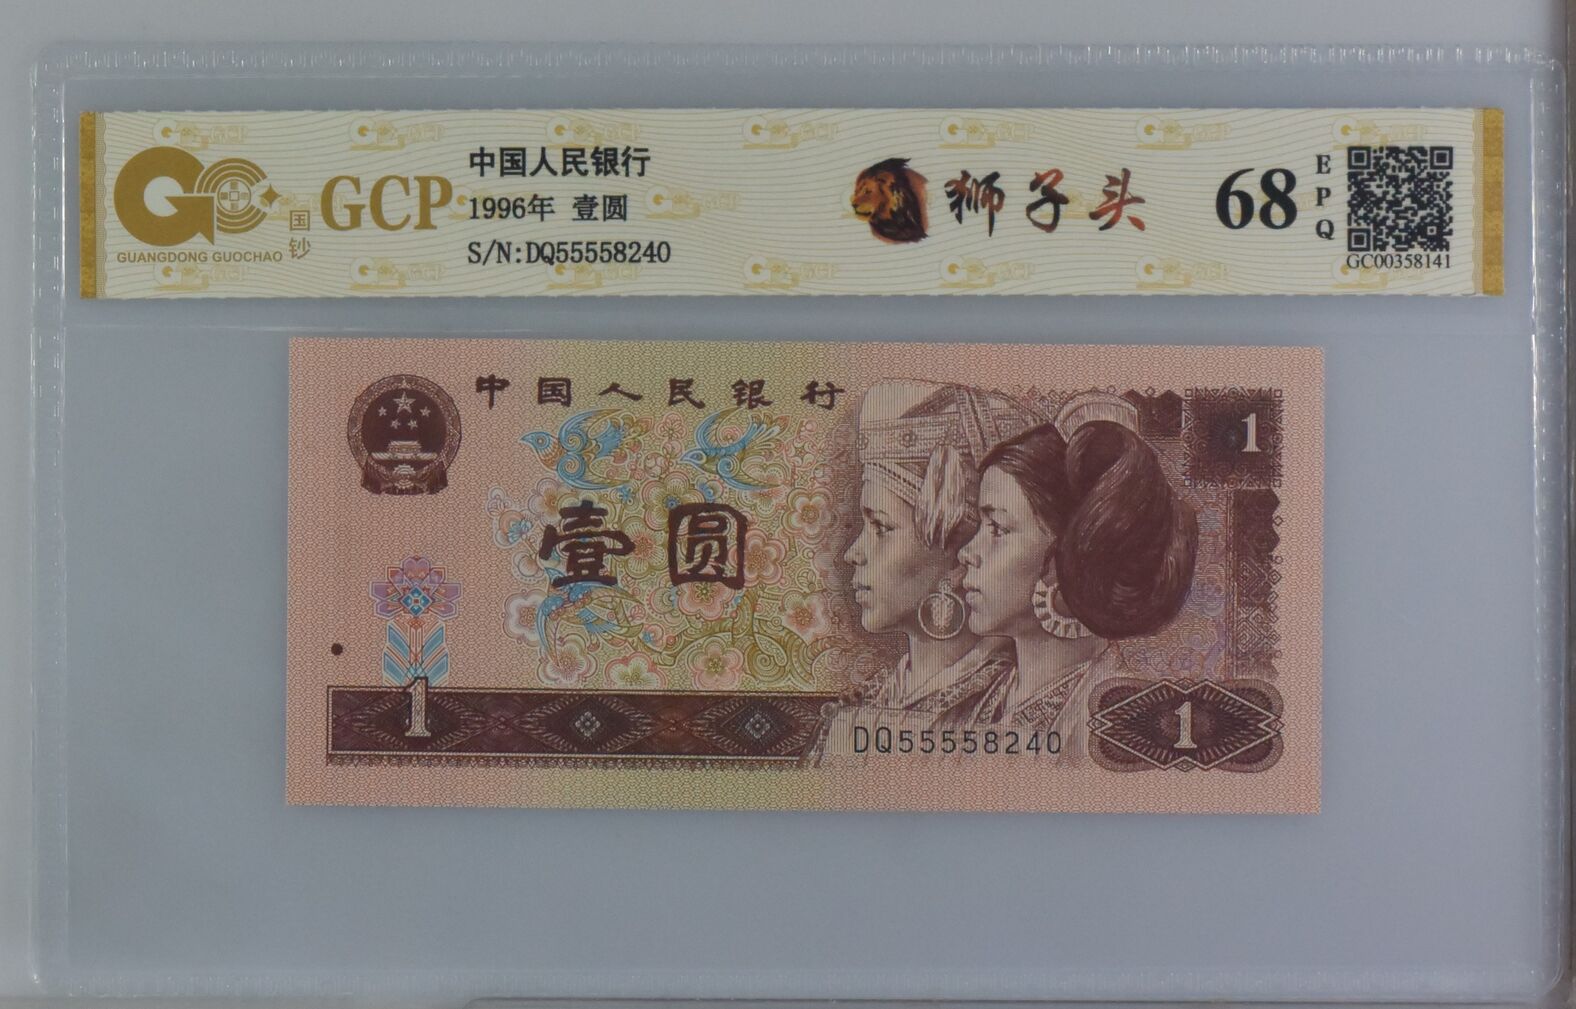 GUANGDONG GUOCHAO
国钞
GCP
中国人民银行
1996年 壹圆
S/N:DQ55558240
狮子头
68
EPQ
GC00358141
中国人民银行
1
壹圆
1
DQ55558240
1